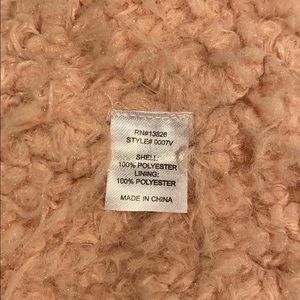 RN#13826
STYLE# 0007V
SHELL:
100% POLYESTER
LINING:
100% POLYESTER
MADE IN CHINA